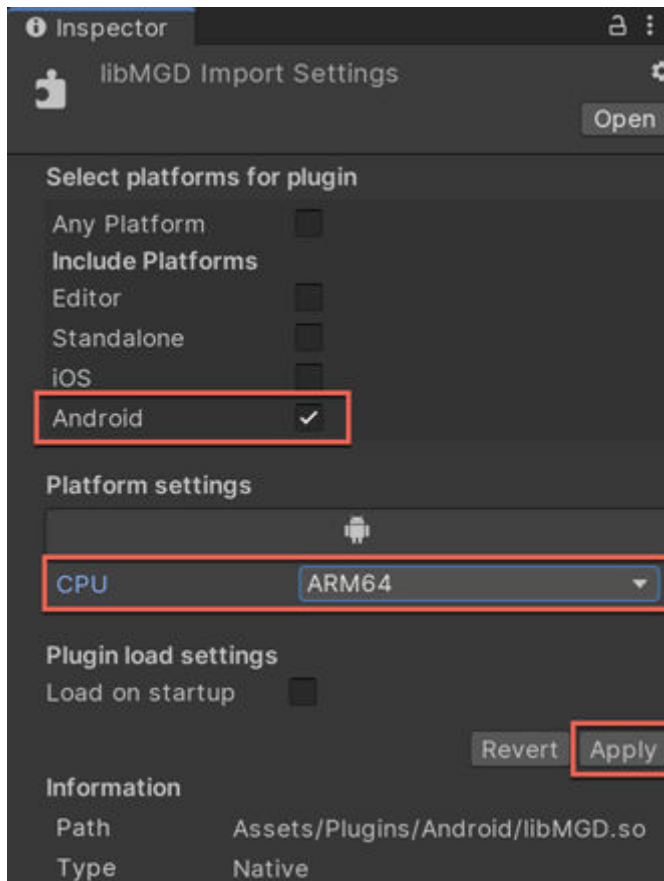 Inspector
libMGD Import Settings
Open
Select platforms for plugin
Any Platform
Include Platforms
Editor
Standalone
iOS
Android
Platform settings
CPU ARM64
Plugin load settings
Load on startup
Revert Apply
Information
Path Assets/Plugins/Android/libMGD.so
Type Native